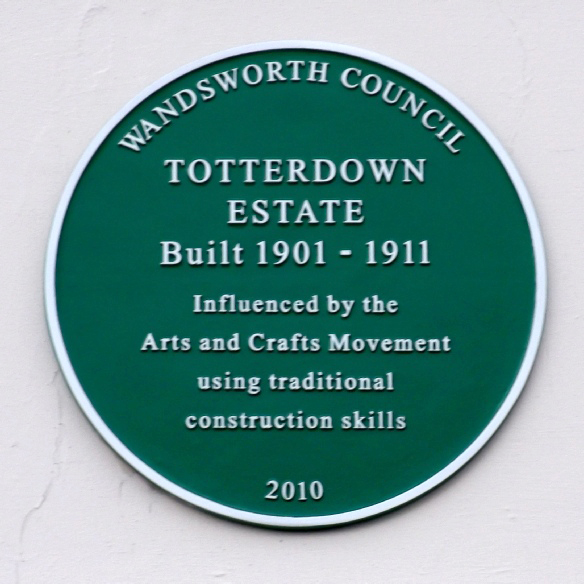 WANDSWORTH COUNCIL
TOTTERDOWN
ESTATE
Built 1901 - 1911
Influenced by the
Arts and Crafts Movement
using traditional
construction skills
2010